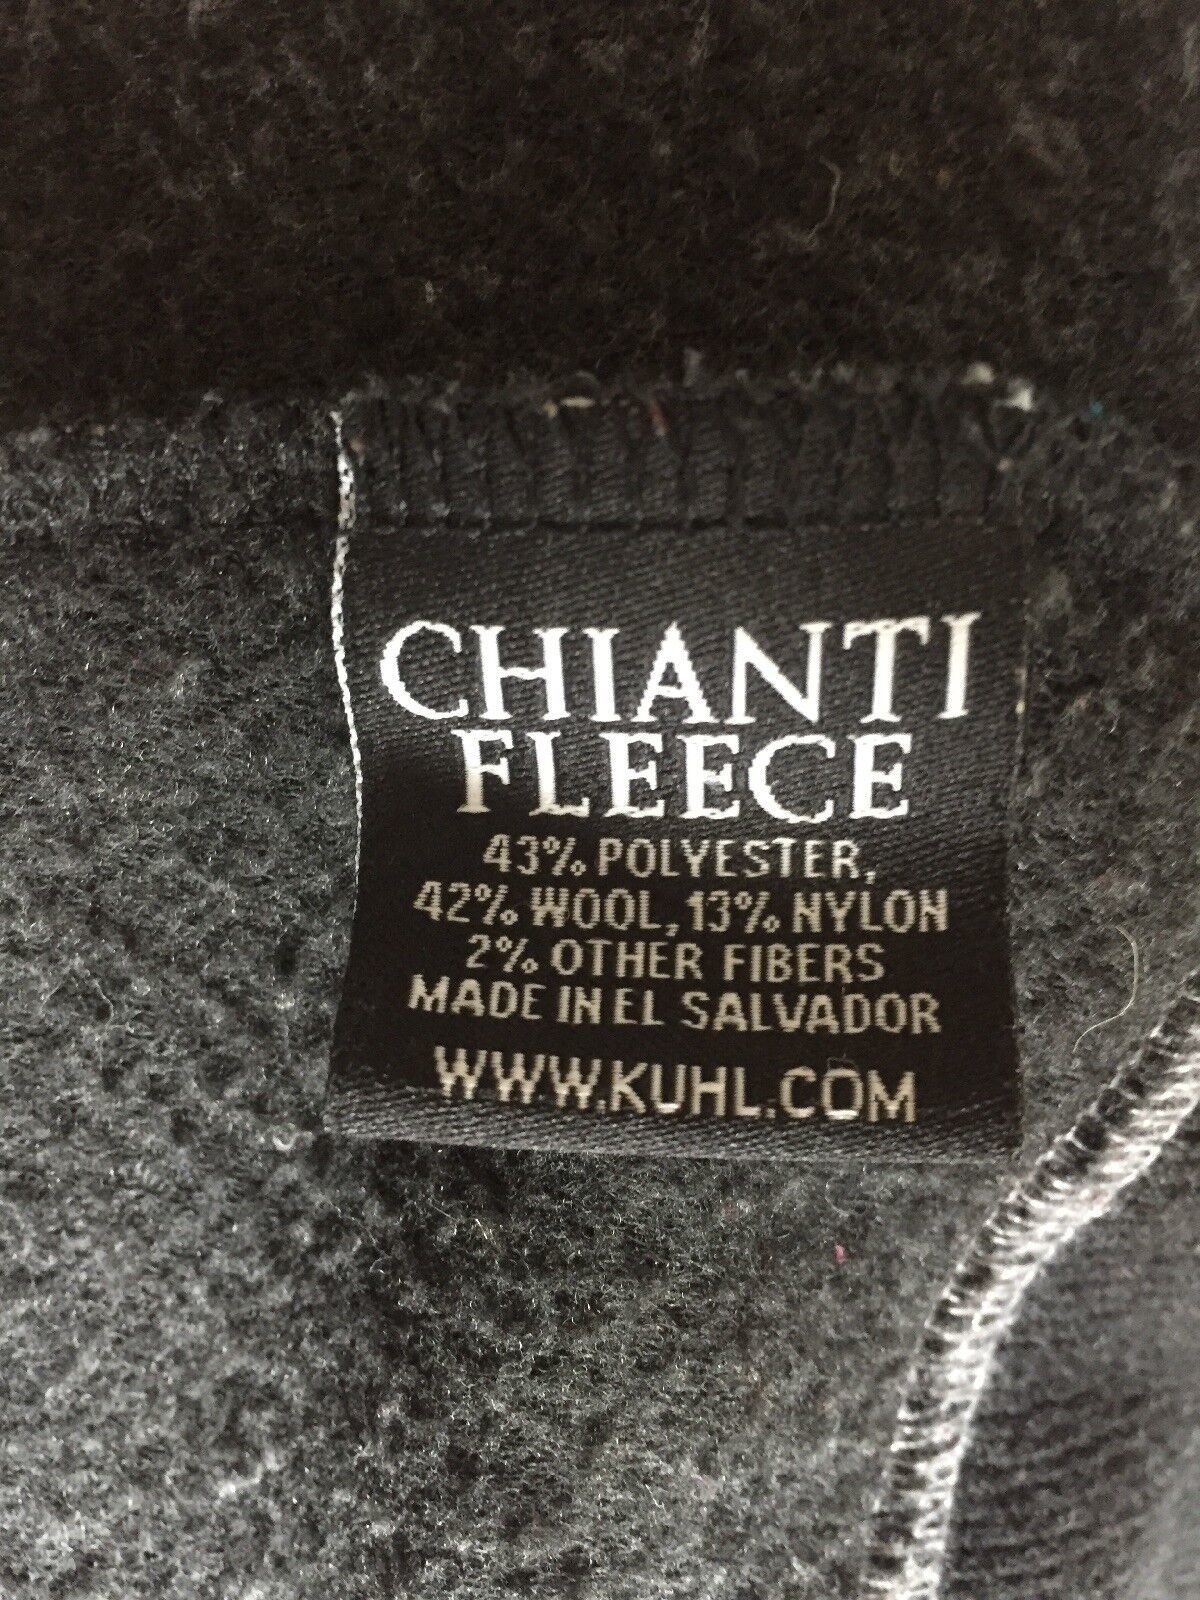 CHIANTI
FLEECE
43% POLYESTER,
42% WOOL, 13% NYLON
2% OTHER FIBERS
MADE IN EL SALVADOR
WWW.KUHL.COM